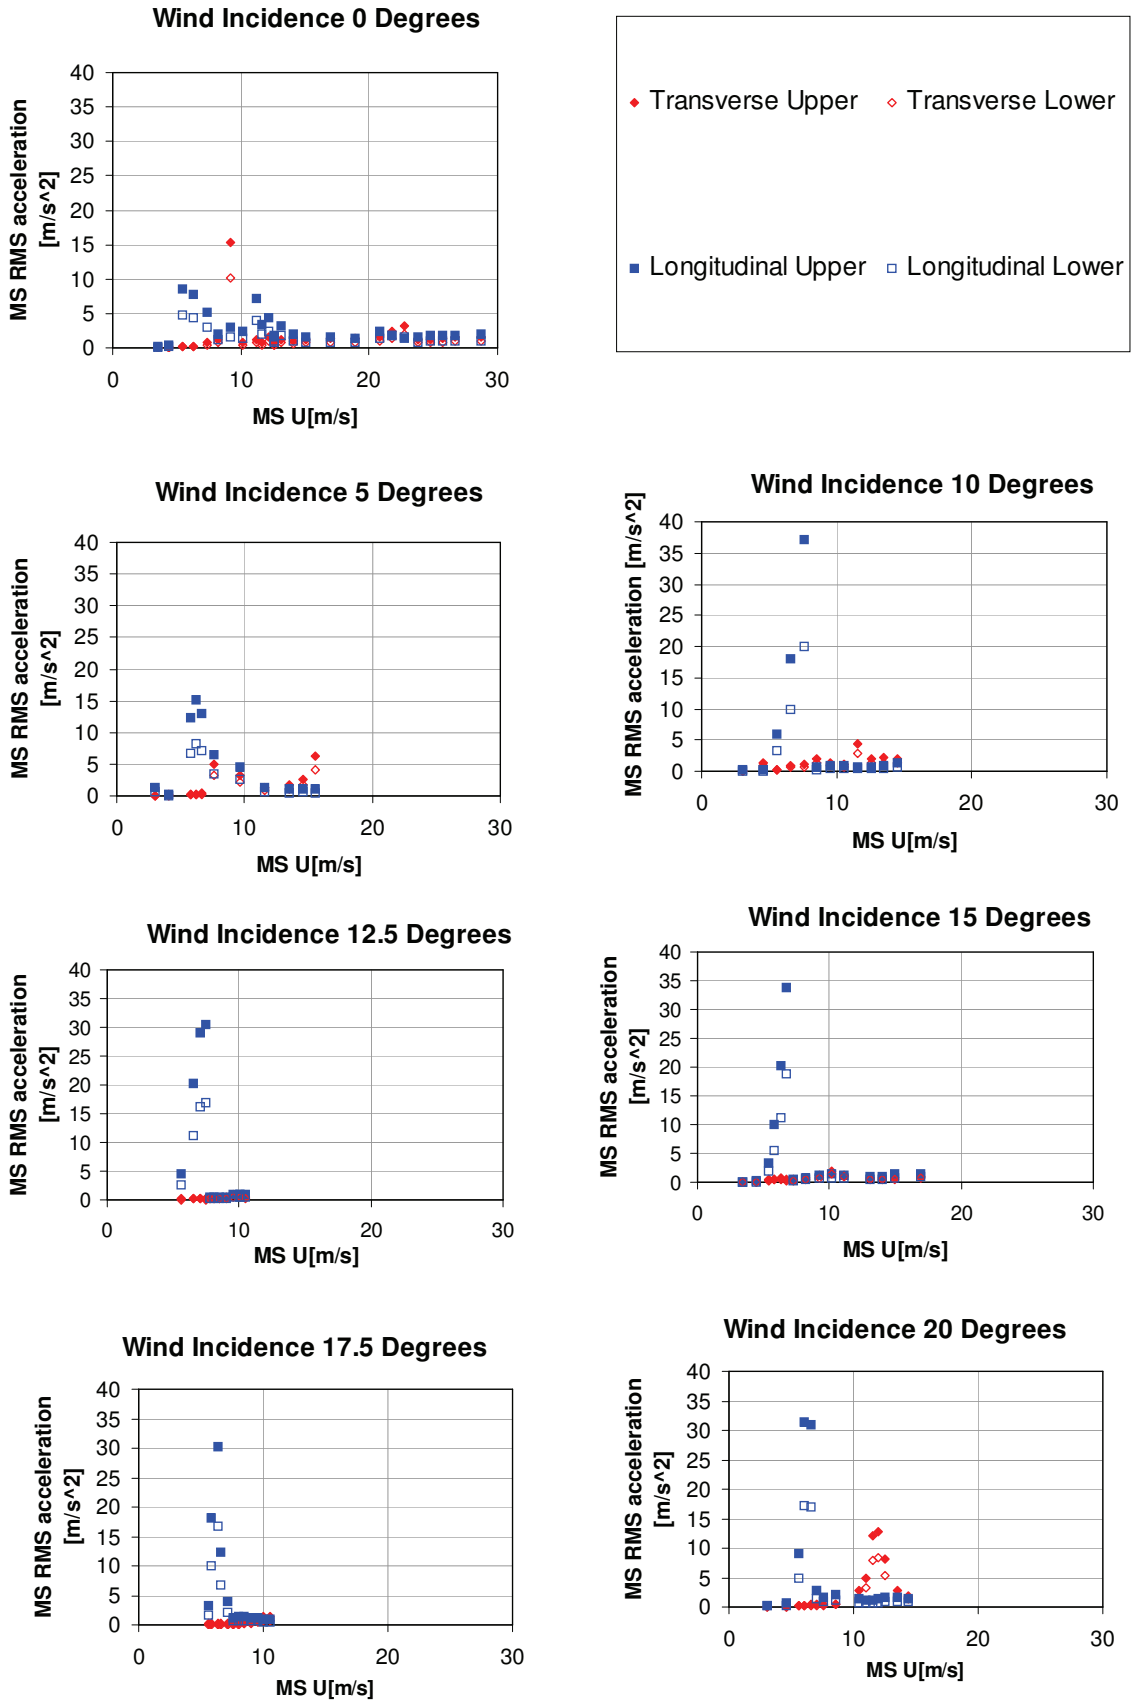 Wind Incidence 0 Degrees
MS RMS acceleration
[m/s^2]
40
35
30
25
20
15
10
5
0
0 10 20 30
MS U[m/s]
Transverse Upper Transverse Lower
Longitudinal Upper Longitudinal Lower
Wind Incidence 5 Degrees
MS RMS acceleration
[m/s^2]
40
35
30
25
20
15
10
5
0
0 10 20 30
MS U[m/s]
Wind Incidence 10 Degrees
MS RMS acceleration [m/s^2]
40
35
30
25
20
15
10
5
0
0 10 20 30
MS U[m/s]
Wind Incidence 12.5 Degrees
MS RMS acceleration
[m/s^2]
40
35
30
25
20
15
10
5
0
0 10 20 30
MS U[m/s]
Wind Incidence 15 Degrees
MS RMS acceleration
[m/s^2]
40
35
30
25
20
15
10
5
0
0 10 20 30
MS U[m/s]
Wind Incidence 17.5 Degrees
MS RMS acceleration
[m/s^2]
40
35
30
25
20
15
10
5
0
0 10 20 30
MS U[m/s]
Wind Incidence 20 Degrees
MS RMS acceleration
[m/s^2]
40
35
30
25
20
15
10
5
0
0 10 20 30
MS U[m/s]